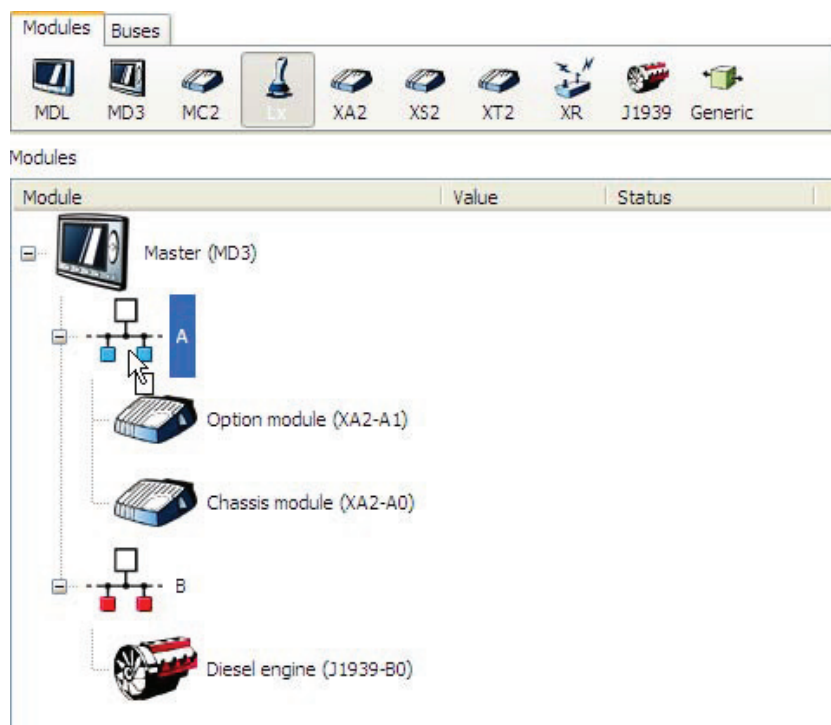 Modules Buses
MDL MD3 MC2 Lx XA2 XS2 XT2 XR J1939 Generic
Modules
Module Value Status
Master (MD3)
A
Option module (XA2-A1)
Chassis module (XA2-A0)
B
Diesel engine (J1939-B0)